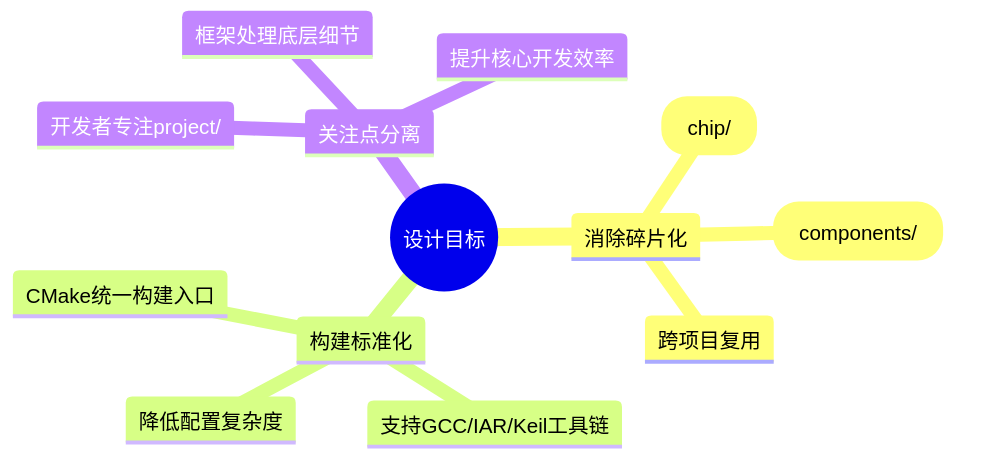 框架处理底层细节
提升核心开发效率
开发者专注project/
关注点分离
chip/
设计目标
消除碎片化
components/
CMake统一构建入口
构建标准化
跨项目复用
降低配置复杂度
支持GCC/IAR/Keil工具链